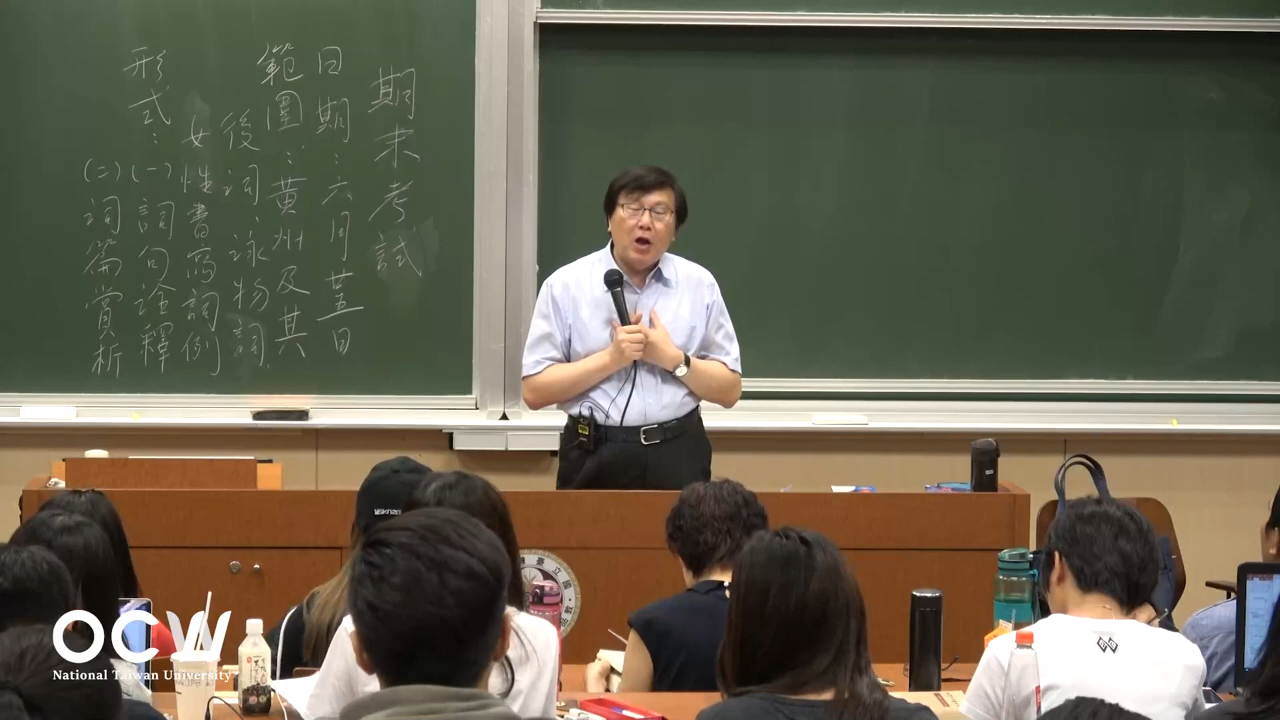 期末考試
日期：六月廿五日
範圍：黃州及其
後詞、詠物詞、
女性書寫詞例
形式：(一)詞句詮釋
(二)詞篇賞析
OCW
National Taiwan University